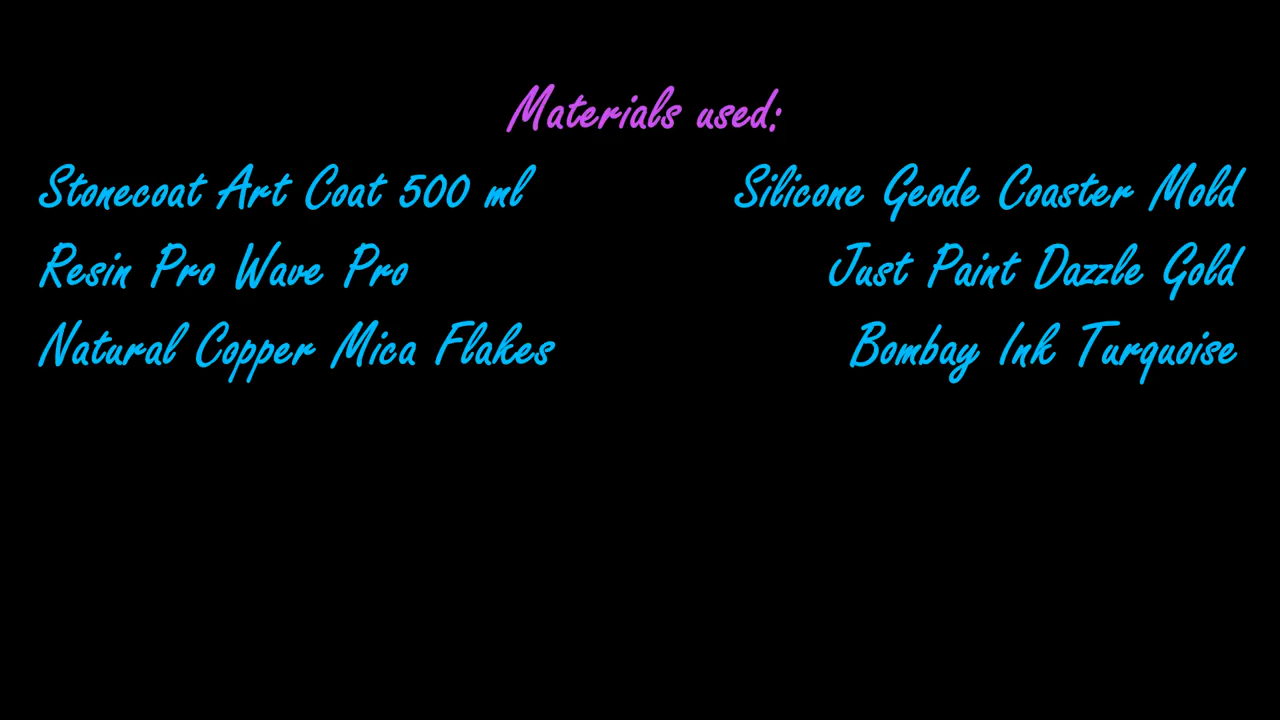 Materials used:
Stonecoat Art Coat 500 ml
Silicone Geode Coaster Mold
Resin Pro Wave Pro
Just Paint Dazzle Gold
Natural Copper Mica Flakes
Bombay Ink Turquoise